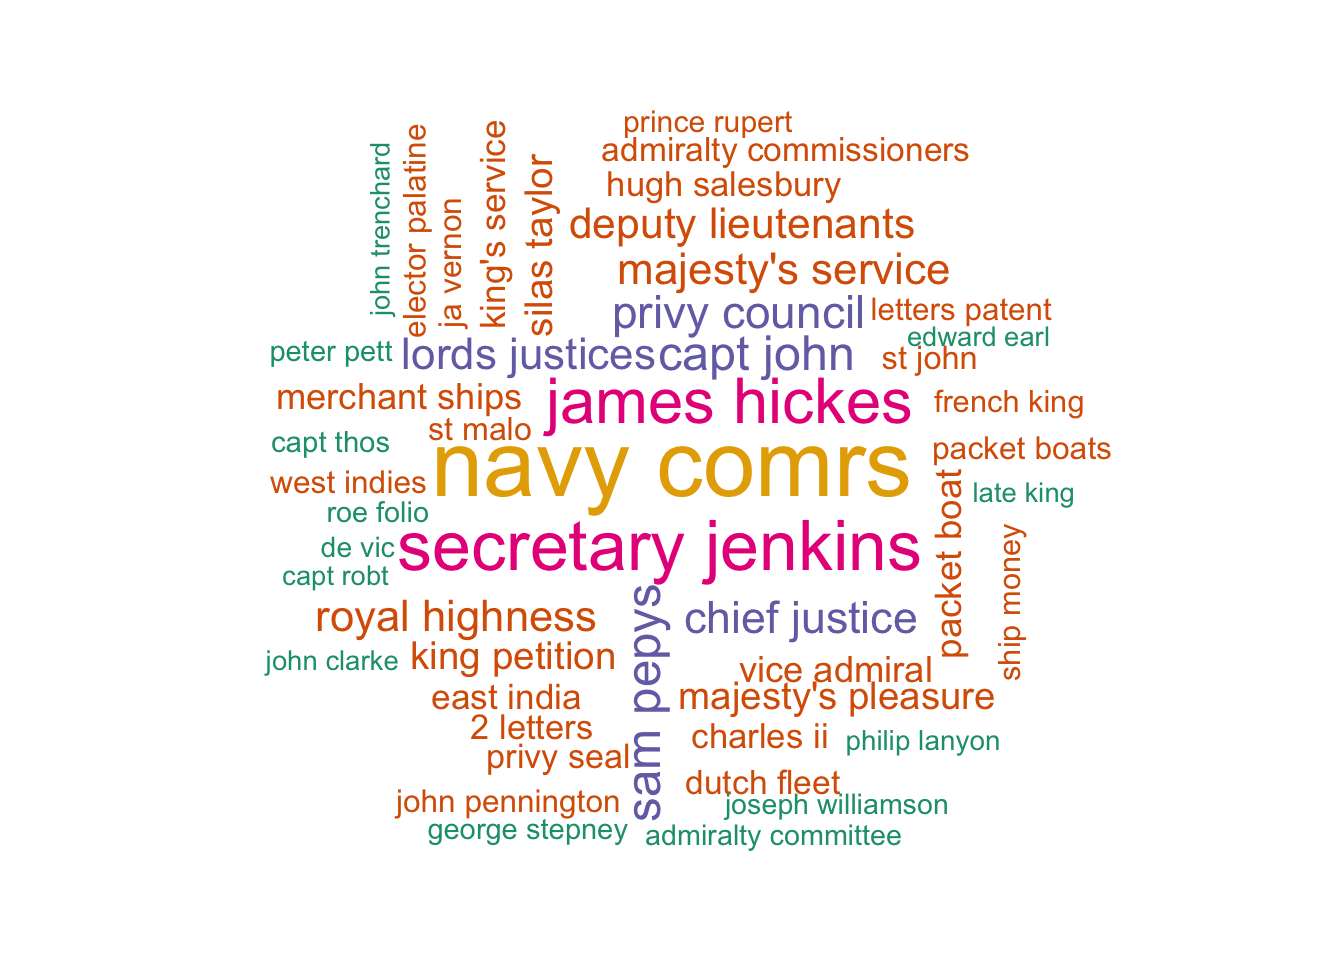 prince rupert
admiralty commissioners
hugh salesbury
deputy lieutenants
majesty's service
privy council
letters patent
edward earl
john trenchard
elector palatine
ja vernon
king's service
silas taylor
peter pett
lords justices
capt john
st john
merchant ships
james hickes
french king
st malo
capt thos
navy comrs
packet boats
west indies
late king
roe folio
de vic
secretary jenkins
packet boat
ship money
capt robt
royal highness
sam pepys
chief justice
john clarke
king petition
vice admiral
east india
majesty's pleasure
2 letters
charles ii
philip lanyon
privy seal
dutch fleet
john pennington
joseph williamson
george stepney
admiralty committee